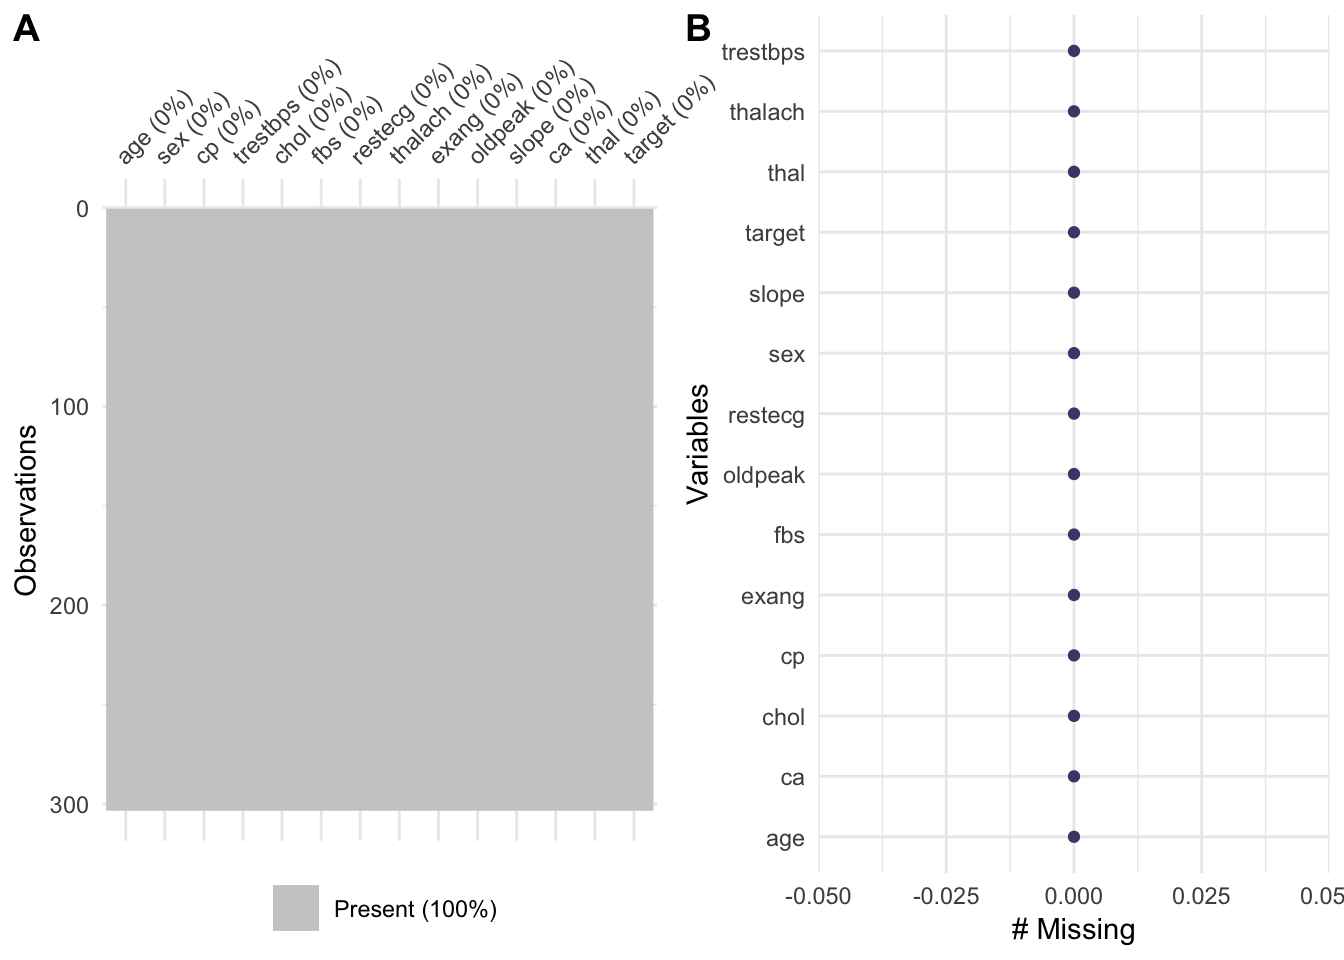 A
age (0%)
sex (0%)
cp (0%)
trestbps (0%)
chol (0%)
fbs (0%)
restecg (0%)
thalach (0%)
exang (0%)
oldpeak (0%)
slope (0%)
ca (0%)
thal (0%)
target (0%)
0
100
200
300
Observations
Present (100%)
B
trestbps
thalach
thal
target
slope
sex
restecg
oldpeak
fbs
exang
cp
chol
ca
age
Variables
-0.050 -0.025 0.000 0.025 0.05
# Missing